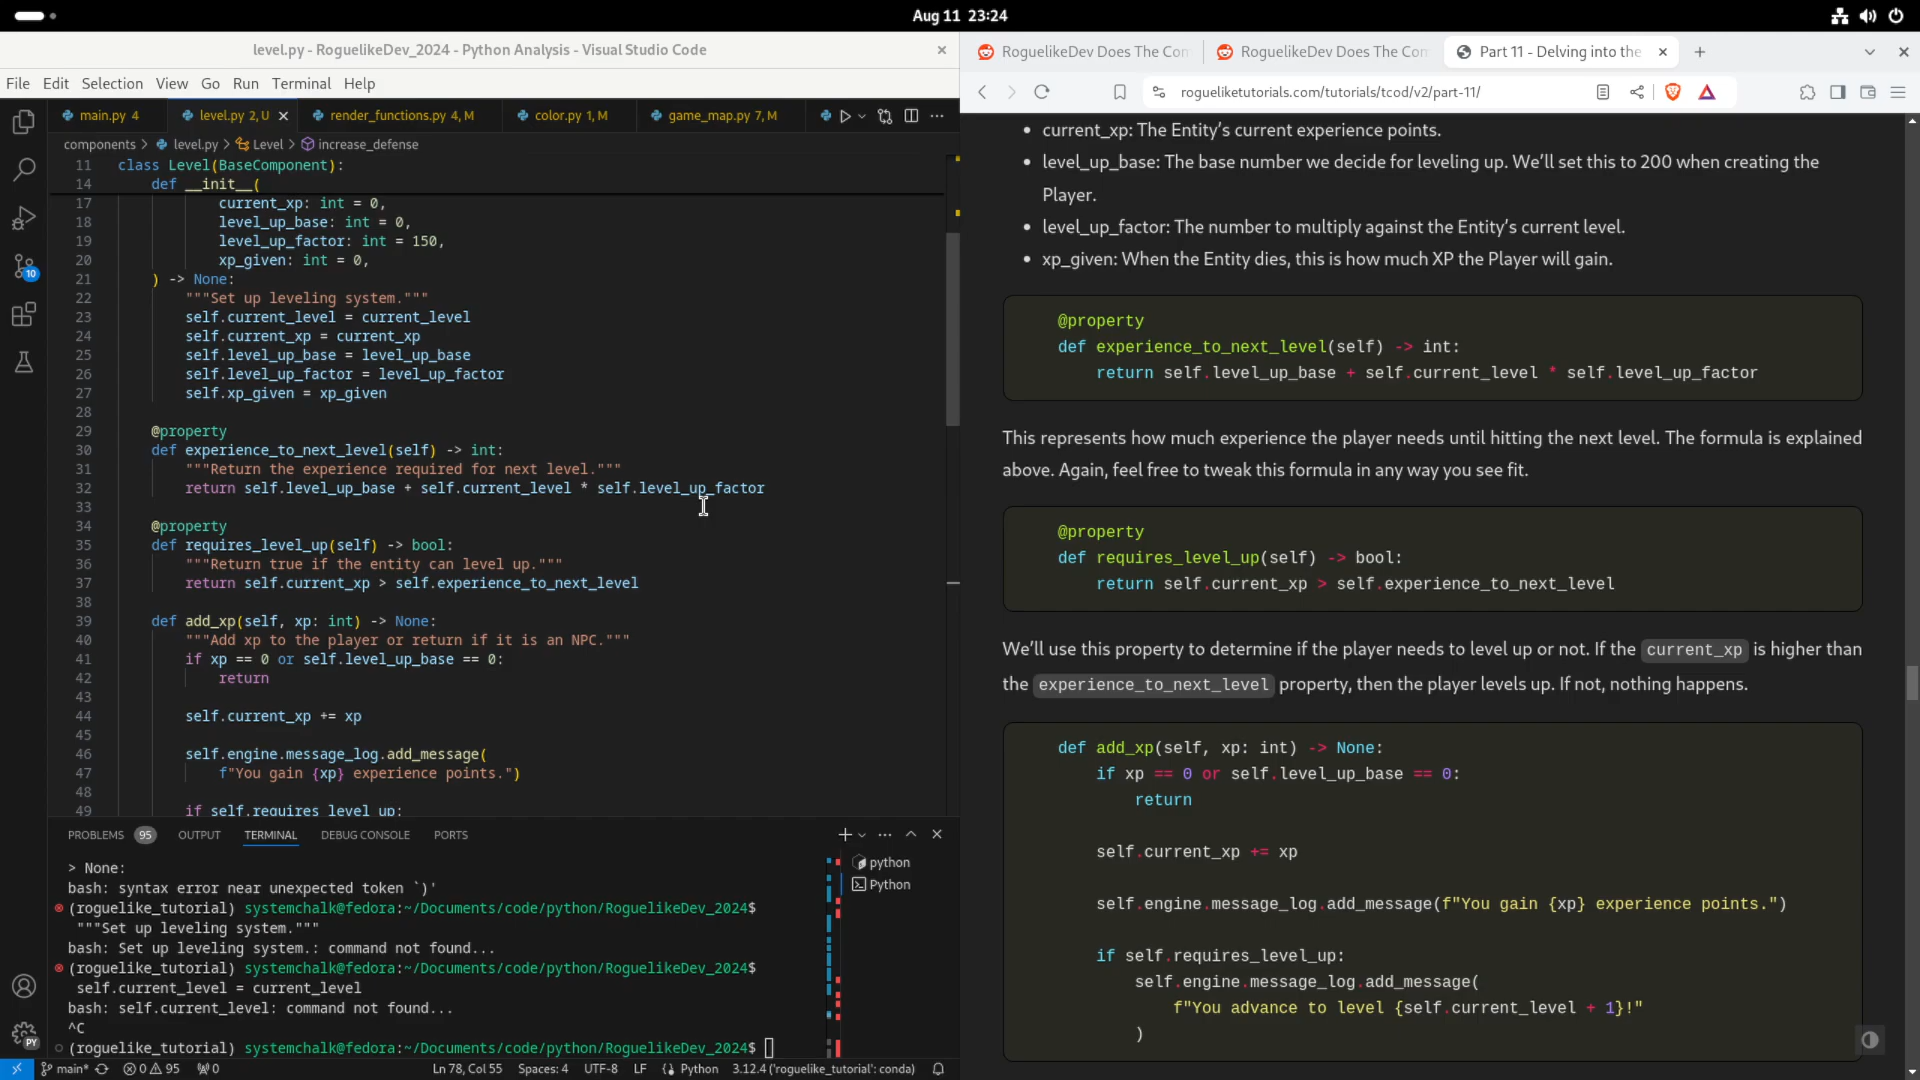 Aug 11 23:24
level.py - RoguelikeDev_2024 - Python Analysis - Visual Studio Code
File Edit Selection View Go Run Terminal Help
main.py 4 level.py 2, U render_functions.py 4, M color.py 1, M game_map.py 7, M
components > level.py > Level > increase_defense
11 class Level(BaseComponent):
14 def __init__(
17 current_xp: int = 0,
18 level_up_base: int = 0,
19 level_up_factor: int = 150,
20 xp_given: int = 0,
21 ) -> None:
22 """Set up leveling system."""
23 self.current_level = current_level
24 self.current_xp = current_xp
25 self.level_up_base = level_up_base
26 self.level_up_factor = level_up_factor
27 self.xp_given = xp_given
28
29 @property
30 def experience_to_next_level(self) -> int:
31 """Return the experience required for next level."""
32 return self.level_up_base + self.current_level * self.level_up_factor
33
34 @property
35 def requires_level_up(self) -> bool:
36 """Return true if the entity can level up."""
37 return self.current_xp > self.experience_to_next_level
38
39 def add_xp(self, xp: int) -> None:
40 """Add xp to the player or return if it is an NPC."""
41 if xp == 0 or self.level_up_base == 0:
42 return
43
44 self.current_xp += xp
45
46 self.engine.message_log.add_message(
47 f"You gain {xp} experience points.")
48
49 if self.requires_level_up:
10
PY
PROBLEMS 95 OUTPUT TERMINAL DEBUG CONSOLE PORTS
> None:
bash: syntax error near unexpected token `)'
(roguelike_tutorial) systemchalk@fedora:~/Documents/code/python/RoguelikeDev_2024$
"""Set up leveling system."""
bash: Set up leveling system.: command not found...
(roguelike_tutorial) systemchalk@fedora:~/Documents/code/python/RoguelikeDev_2024$
self.current_level = current_level
bash: self.current_level: command not found...
^C
(roguelike_tutorial) systemchalk@fedora:~/Documents/code/python/RoguelikeDev_2024$
python
Python
main* 0 95 0 Ln 78, Col 55 Spaces: 4 UTF-8 LF Python 3.12.4 ('roguelike_tutorial': conda)
RoguelikeDev Does The Com RoguelikeDev Does The Com Part 11 - Delving into the
rogueliketutorials.com/tutorials/tcod/v2/part-11/
• current_xp: The Entity’s current experience points.
• level_up_base: The base number we decide for leveling up. We’ll set this to 200 when creating the
Player.
• level_up_factor: The number to multiply against the Entity’s current level.
• xp_given: When the Entity dies, this is how much XP the Player will gain.
@property
def experience_to_next_level(self) -> int:
return self.level_up_base + self.current_level * self.level_up_factor
This represents how much experience the player needs until hitting the next level. The formula is explained
above. Again, feel free to tweak this formula in any way you see fit.
@property
def requires_level_up(self) -> bool:
return self.current_xp > self.experience_to_next_level
We’ll use this property to determine if the player needs to level up or not. If the current_xp is higher than
the experience_to_next_level property, then the player levels up. If not, nothing happens.
def add_xp(self, xp: int) -> None:
if xp == 0 or self.level_up_base == 0:
return
self.current_xp += xp
self.engine.message_log.add_message(f"You gain {xp} experience points.")
if self.requires_level_up:
self.engine.message_log.add_message(
f"You advance to level {self.current_level + 1}!"
)